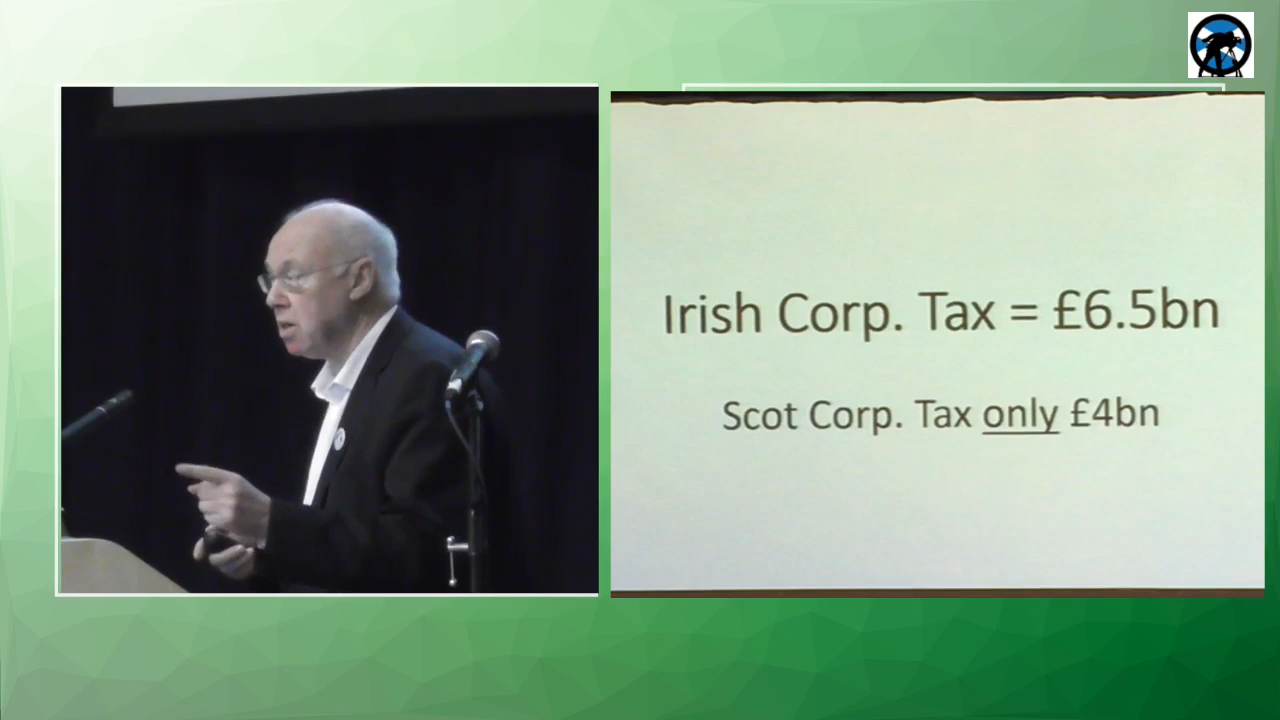 Irish Corp. Tax = £6.5bn
Scot Corp. Tax only £4bn